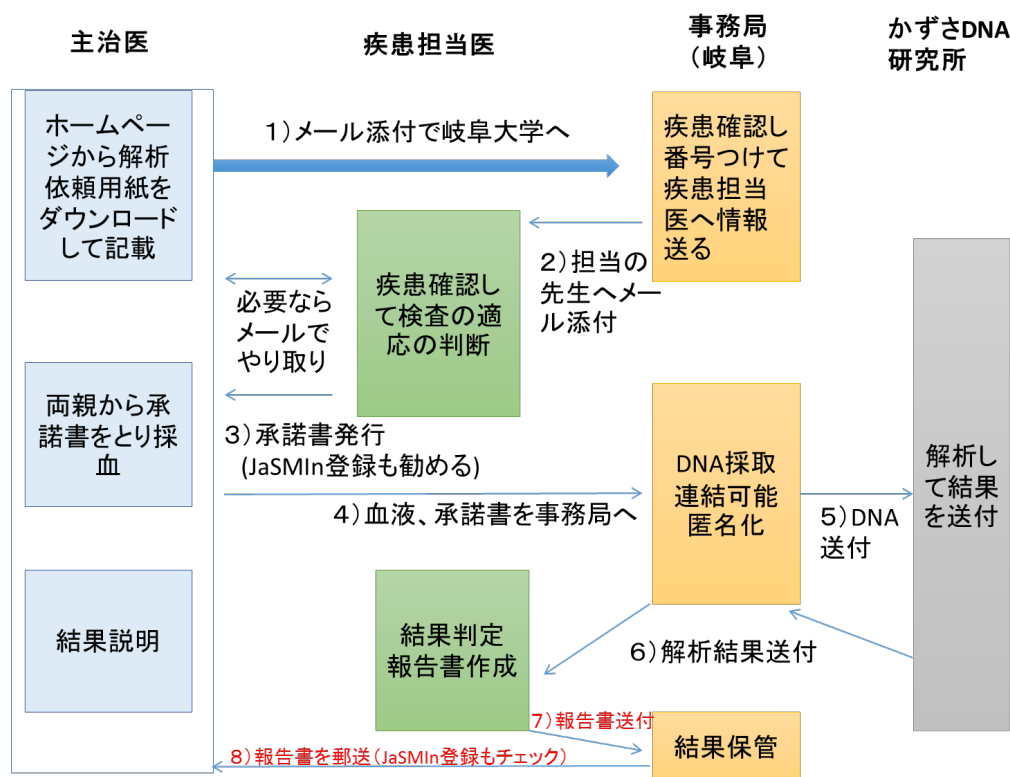 主治医
疾患担当医
事務局
（岐阜）
かずさDNA
研究所
ホームペー
ジから解析
依頼用紙を
ダウンロード
して記載
1）メール添付で岐阜大学へ
疾患確認し
番号つけて
疾患担当
医へ情報
送る
2）担当の
先生へメー
ル添付
疾患確認し
て検査の適
応の判断
必要なら
メールで
やり取り
両親から承
諾書をとり採
血
3）承諾書発行
(JaSMIn登録も勧める)
4）血液、承諾書を事務局へ
DNA採取
連結可能
匿名化
5）DNA
送付
解析して
て結果
を送付
結果説明
結果判定
報告書作成
6）解析結果送付
7）報告書送付
8）報告書を郵送（JaSMIn登録もチェック）
結果保管